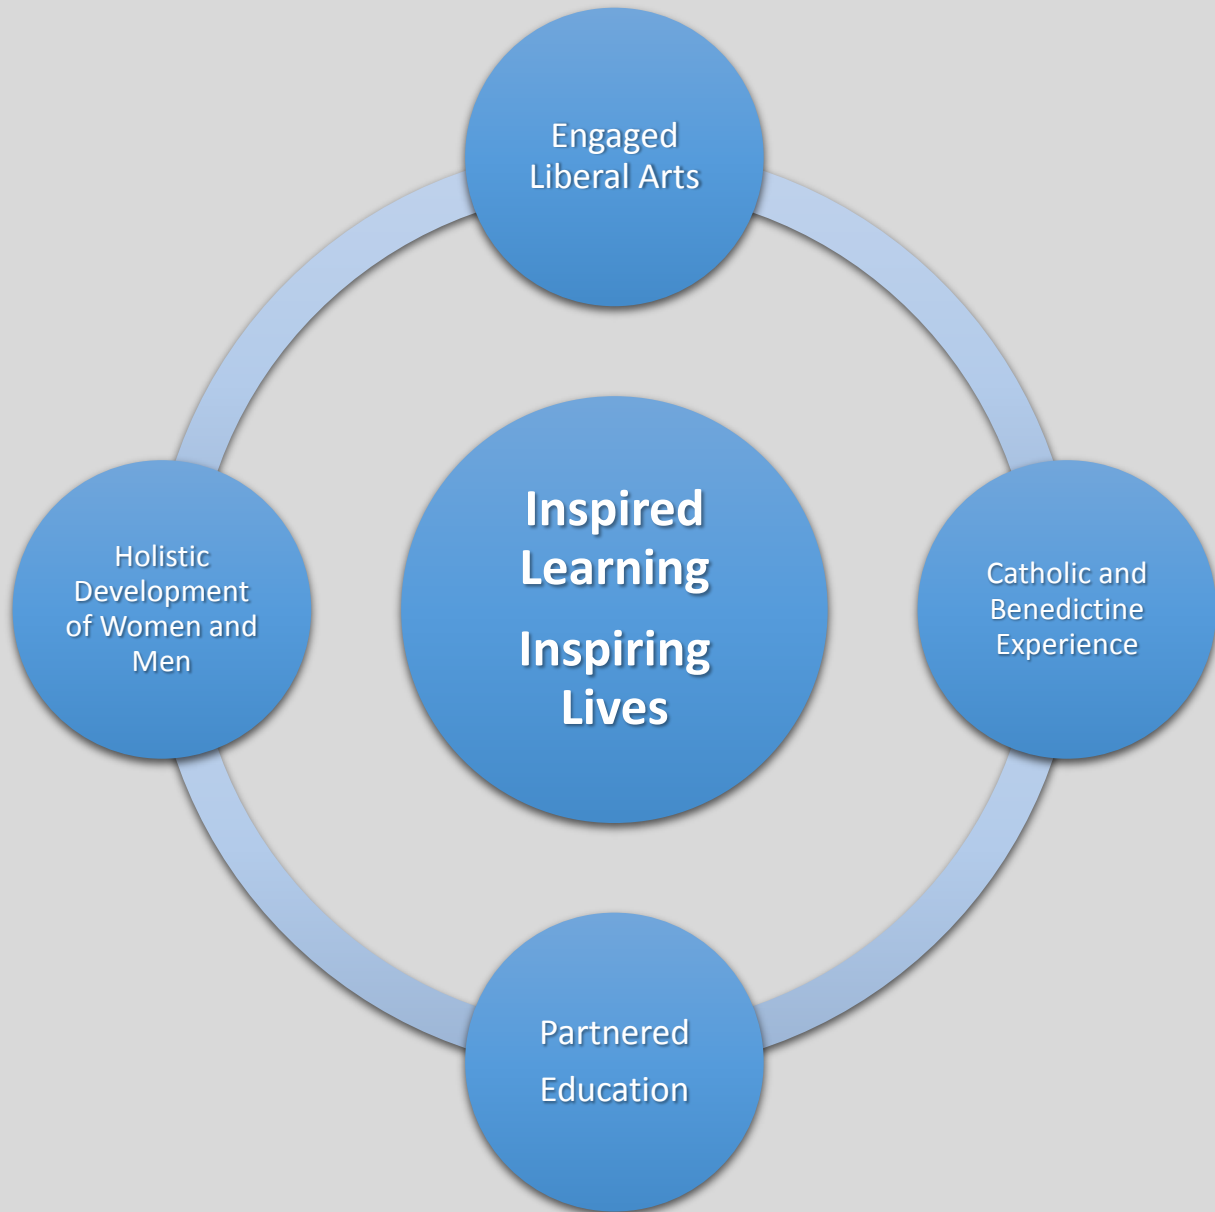 Engaged
Liberal Arts
Holistic
Development
of Women and
Men
Inspired
Learning
Inspiring
Lives
Catholic and
Benedictine
Experience
Partnered
Education